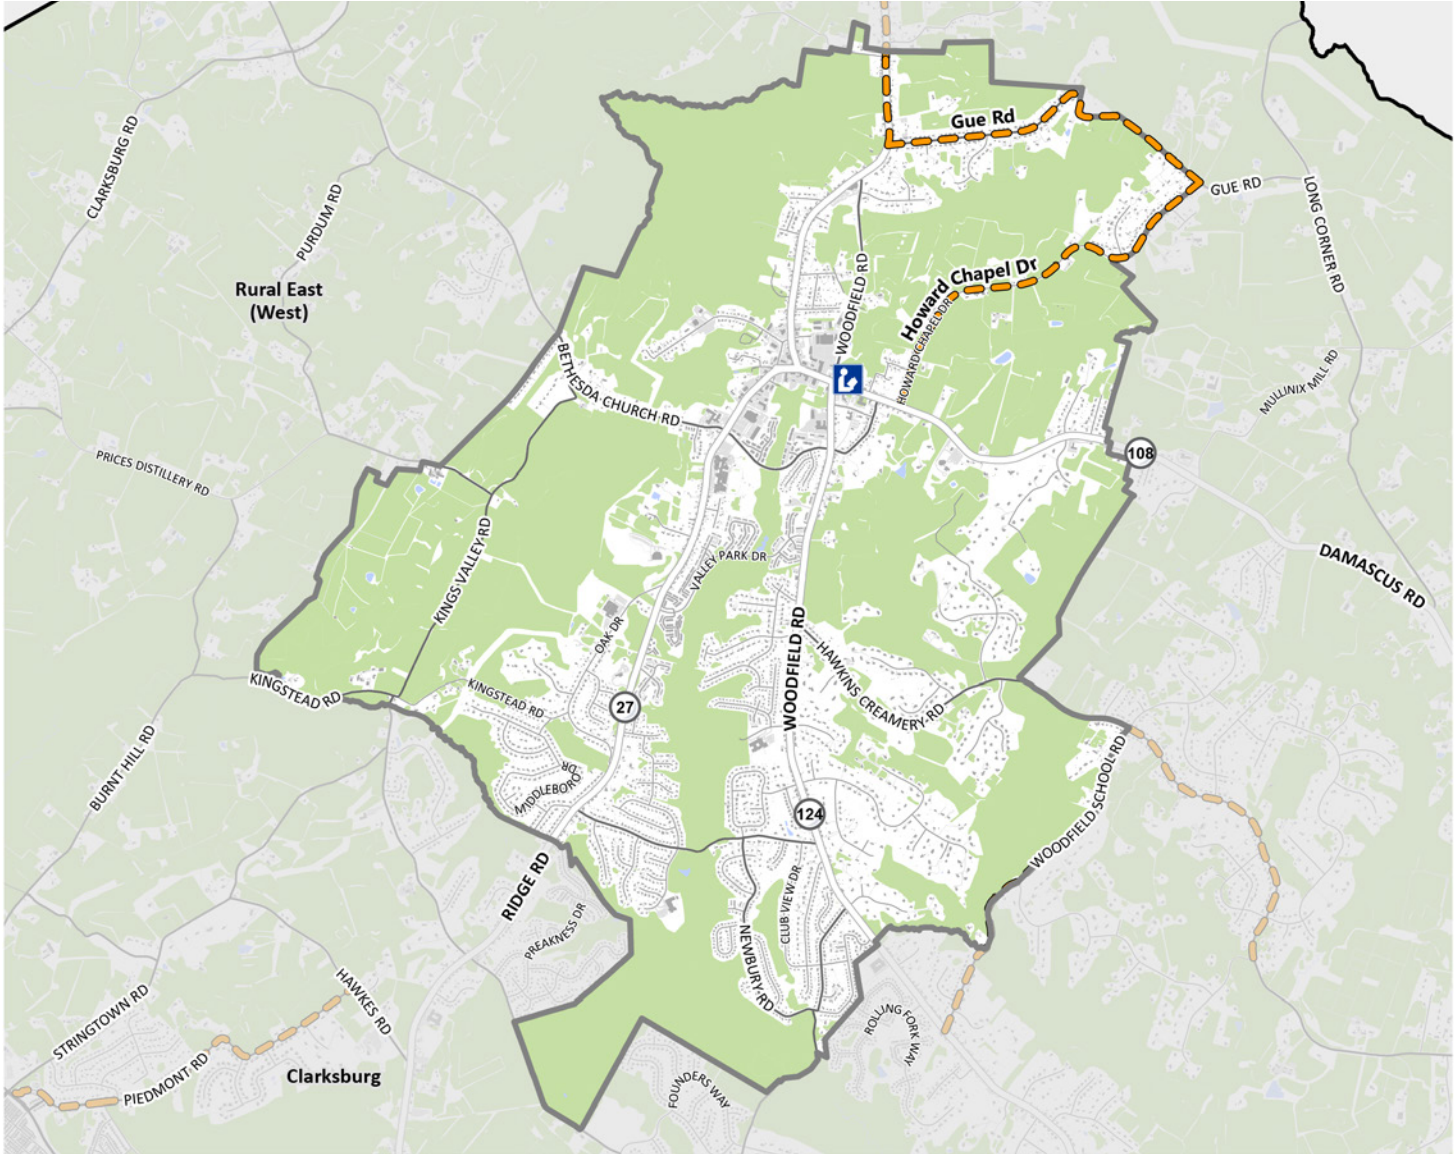 Gue Rd
CLARKSBURG RD
PURDUM RD
GUE RD
LONG CORNER RD
Rural East
(West)
WOODFIELD RD
Howard Chapel Dr
HOWARD CHAPEL DR
BETHESDA CHURCH RD
MULLINIX MILL RD
PRICES DISTILLERY RD
108
DAMASCUS RD
KINGS VALLEY RD
VALLEY PARK DR
OAK DR
WOODFIELD RD
HAWKINS CREAMERY RD
KINGSTEAD RD
KINGSTEAD RD
27
BURNT HILL RD
MIDDLEBORO DR
124
WOODFIELD SCHOOL RD
RIDGE RD
PREAKNESS DR
CLUB VIEW DR
NEWBURY RD
STRINGTOWN RD
HAWKES RD
ROLLING FORK WAY
PIEDMONT RD
Clarksburg
FOUNDERS WAY